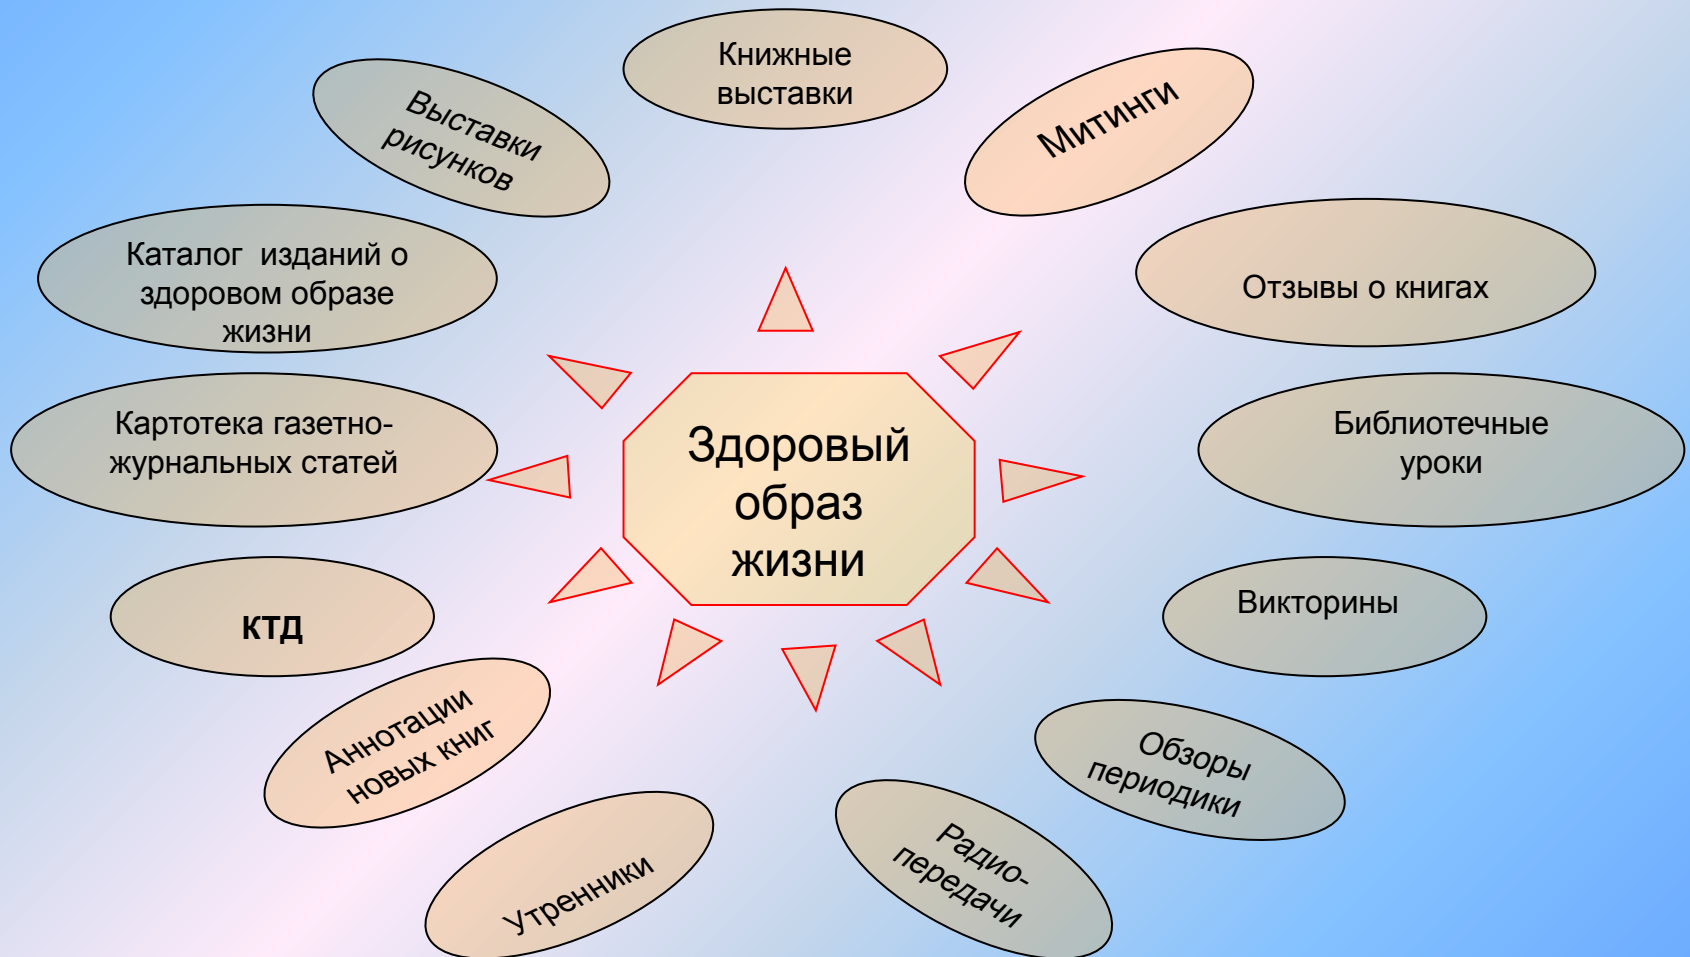 Книжные
выставки
Митинги
Выставки
рисунков
Каталог изданий о
здоровом образе
жизни
Отзывы о книгах
Картотека газетно-
журнальных статей
Здоровый
образ
жизни
Библиотечные
уроки
КТД
Викторины
Аннотации
новых книг
Обзоры
периодики
Утренники
Радио-
передачи